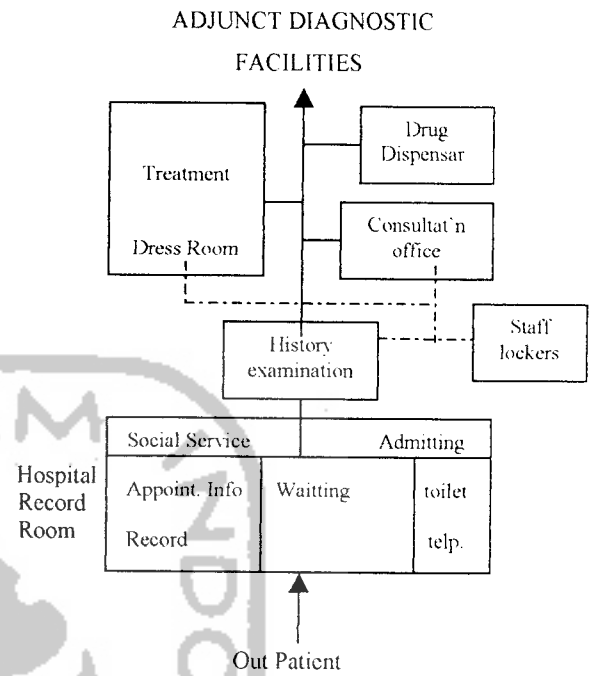 ADJUNCT DIAGNOSTIC
FACILITIES
Drug
Dispensar
Treatment
Dress Room
Consultat`n
office
Staff
lockers
History
examination
Social Service
Admitting
Hospital
Record
Room
Appoint. Info
Record
Waitting
toilet
telp.
Out Patient